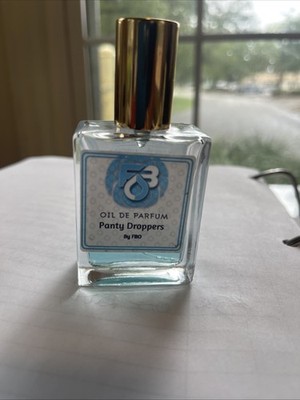 OIL DE PARFUM
Panty Droppers
By FBO